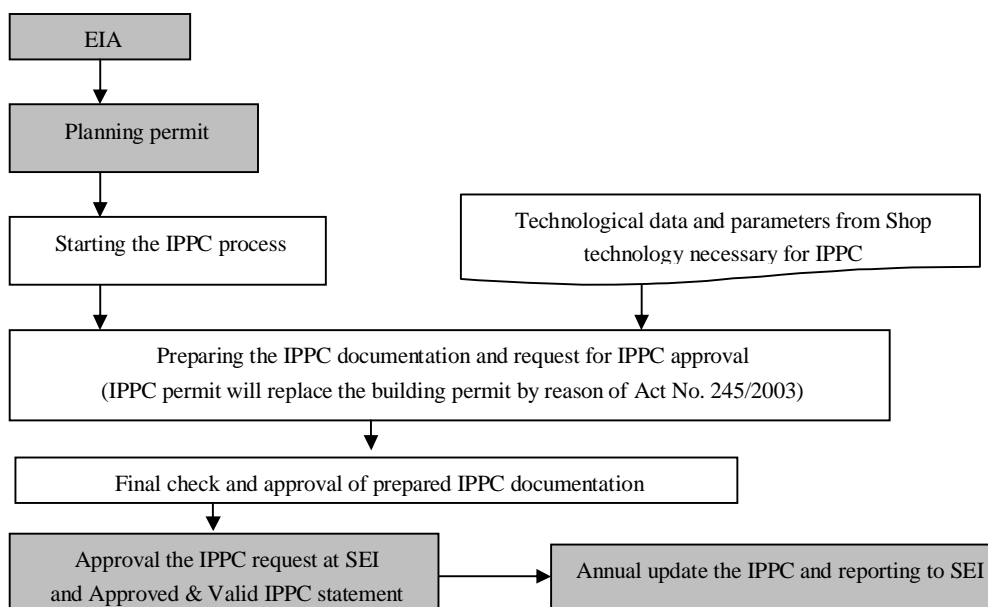 EIA
Planning permit
Starting the IPPC process
Technological data and parameters from Shop
technology necessary for IPPC
Preparing the IPPC documentation and request for IPPC approval
(IPPC permit will replace the building permit by reason of Act No. 245/2003)
Final check and approval of prepared IPPC documentation
Approval the IPPC request at SEI
and Approved & Valid IPPC statement
Annual update the IPPC and reporting to SEI